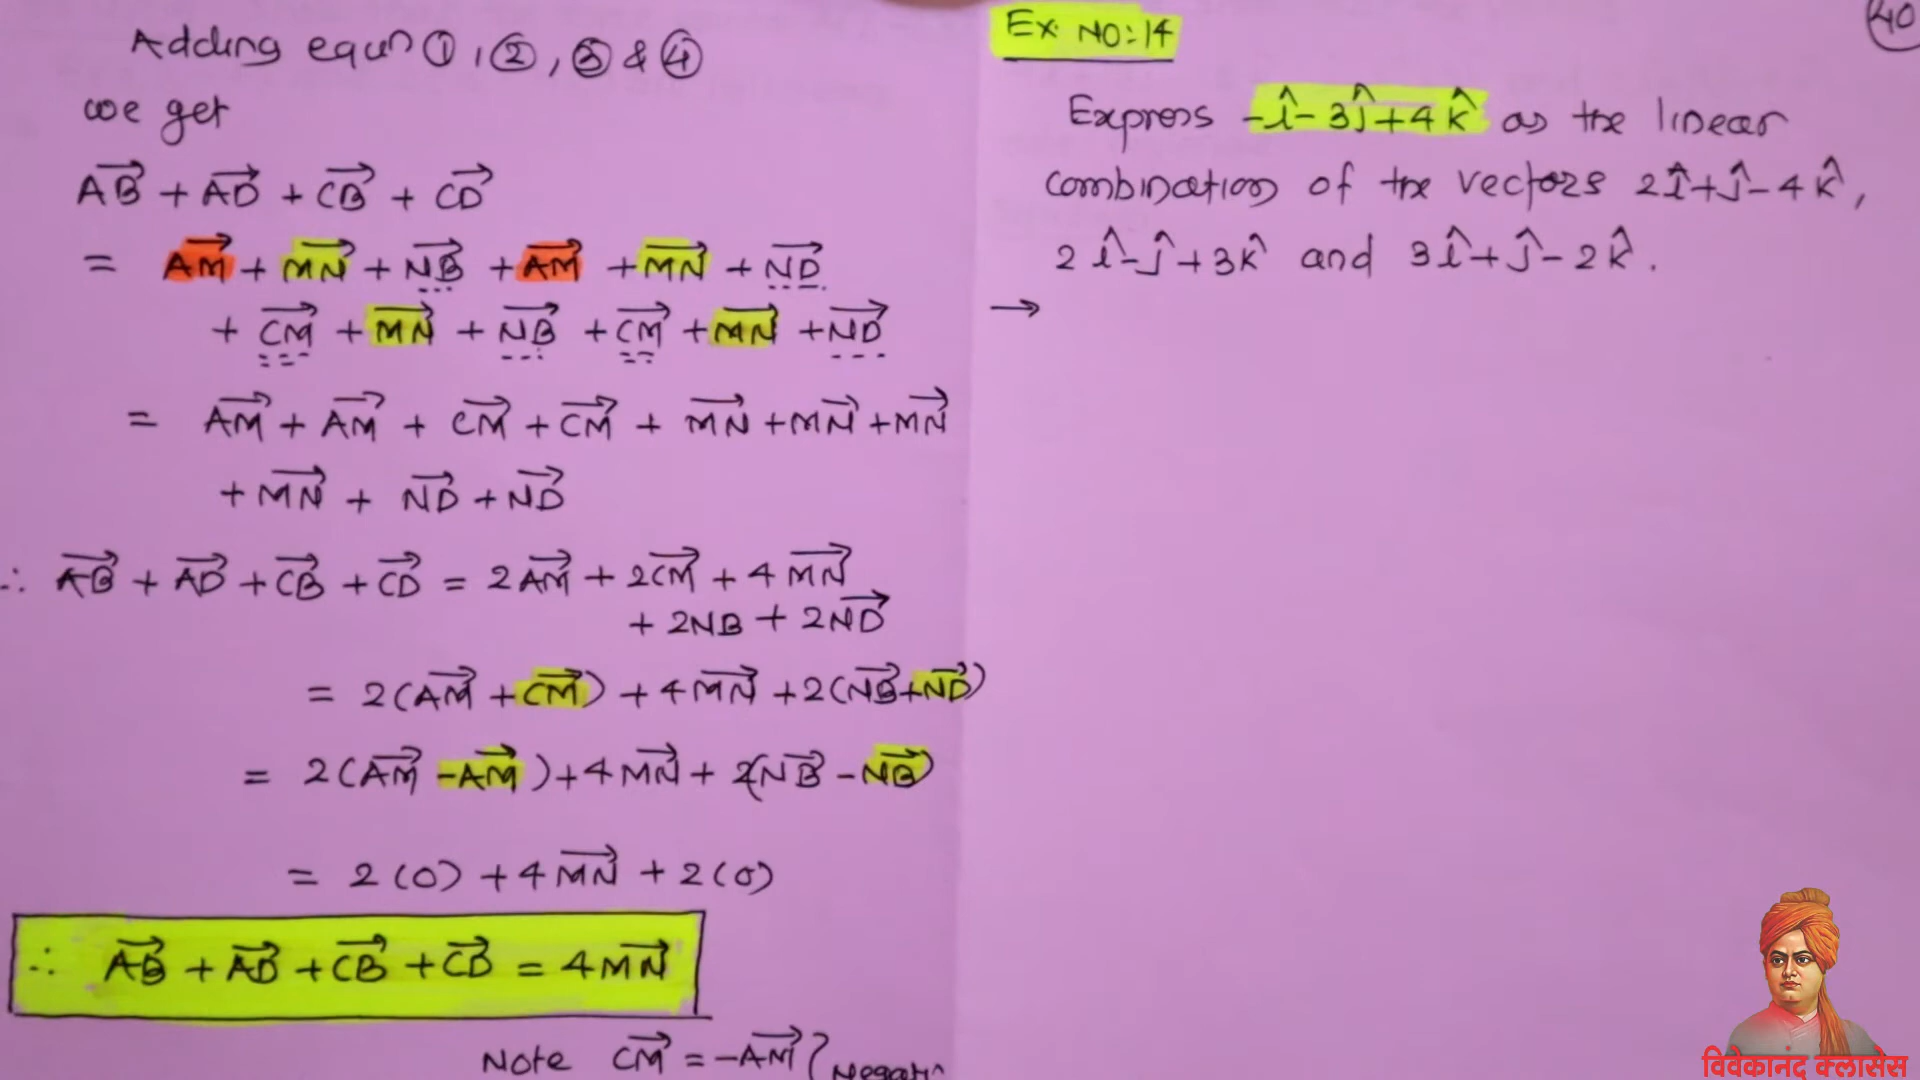 Adding equn ①, ②, ③ & ④
we get
AB⃗ + AD⃗ + CB⃗ + CD⃗
= AM⃗ + MN⃗ + NB⃗ + AM⃗ + MN⃗ + ND⃗
+ CM⃗ + MN⃗ + NB⃗ + CM⃗ + MN⃗ + ND⃗
= AM⃗ + AM⃗ + CM⃗ + CM⃗ + MN⃗ + MN⃗ + MN⃗
+ MN⃗ + ND⃗ + ND⃗
∴ AB⃗ + AD⃗ + CB⃗ + CD⃗ = 2AM⃗ + 2CM⃗ + 4MN⃗
+ 2NB + 2ND⃗
= 2(AM⃗ + CM⃗) + 4MN⃗ + 2(NB⃗ + ND⃗)
= 2(AM⃗ - AM⃗) + 4MN⃗ + 2(NB⃗ - NB⃗)
= 2(0) + 4MN⃗ + 2(0)
∴ AB⃗ + AD⃗ + CB⃗ + CD⃗ = 4MN⃗
Note CM⃗ = -AM⃗ }
40
Ex. NO:14
Express -î-3ĵ+4k̂ as the linear
combination of the vectors 2î+ĵ-4k̂,
2î-ĵ+3k̂ and 3î+ĵ-2k̂.
→
विवेकानंद क्लासेस